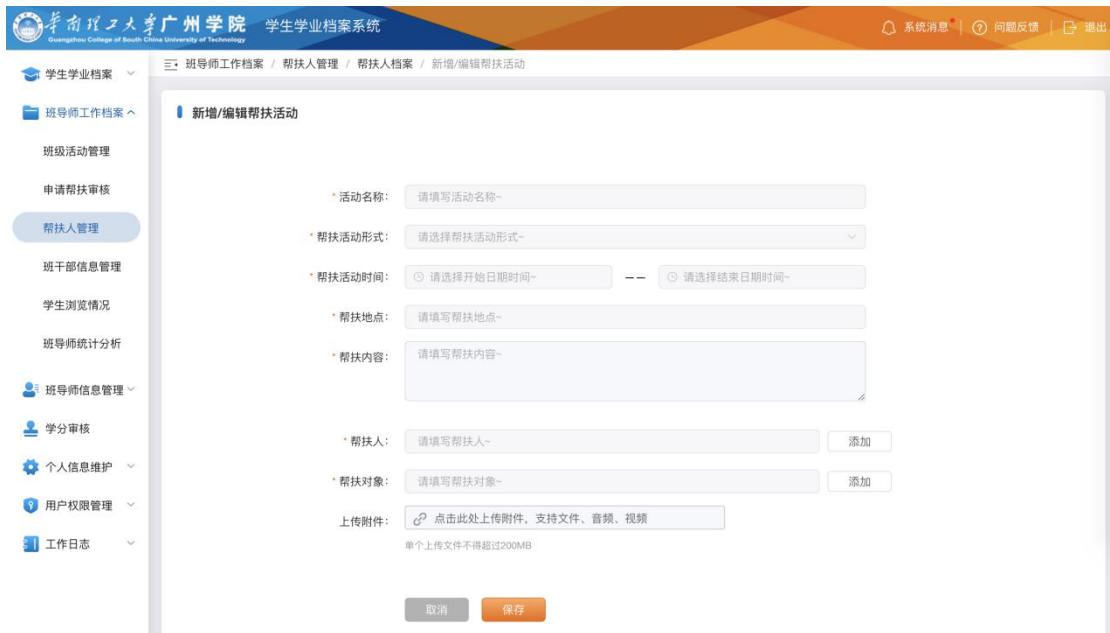 华南理工大学广州学院
Guangzhou College of South China University of Technology
学生学业档案系统
系统消息
问题反馈
退出
学生学业档案
班导师工作档案
班级活动管理
申请帮扶审核
帮扶人管理
班干部信息管理
学生浏览情况
班导师统计分析
班导师信息管理
学分审核
个人信息维护
用户权限管理
工作日志
班导师工作档案 / 帮扶人管理 / 帮扶人档案 / 新增/编辑帮扶活动
新增/编辑帮扶活动
* 活动名称: 请填写活动名称~
* 帮扶活动形式: 请选择帮扶活动形式~
* 帮扶活动时间: 请选择开始日期时间~ —— 请选择结束日期时间~
* 帮扶地点: 请填写帮扶地点~
* 帮扶内容: 请填写帮扶内容~
* 帮扶人: 请填写帮扶人~ 添加
* 帮扶对象: 请填写帮扶对象~ 添加
上传附件: 点击此处上传附件，支持文件、音频、视频
单个上传文件不得超过200MB
取消 保存